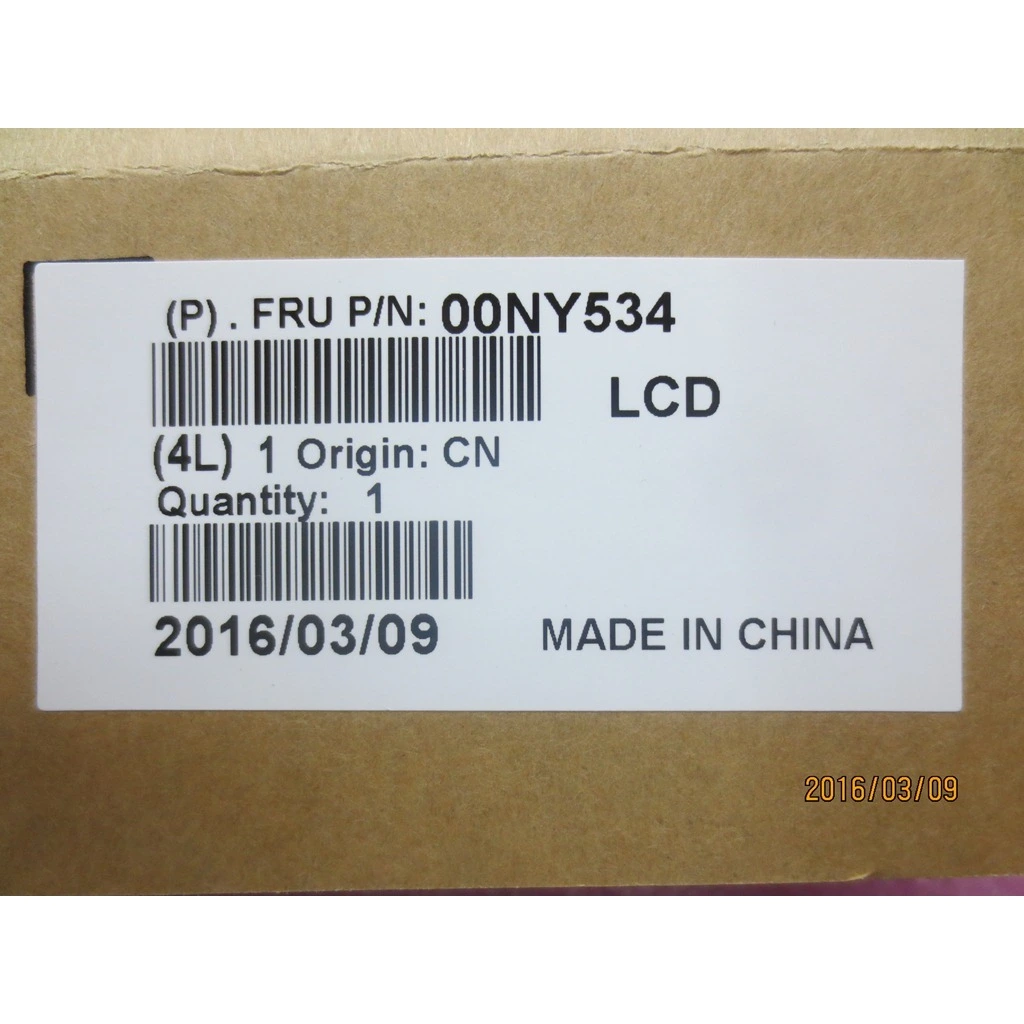 (P) . FRU P/N: 00NY534
LCD
(4L) 1 Origin: CN
Quantity: 1
2016/03/09
MADE IN CHINA
2016/03/09